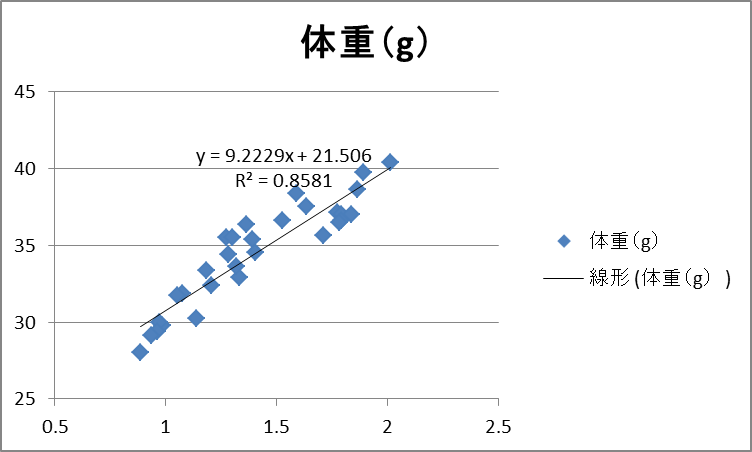 体重(g)
45
40
35
30
25
0.5 1 1.5 2 2.5
y = 9.2229x + 21.506
R² = 0.8581
体重(g)
線形 (体重(g) )